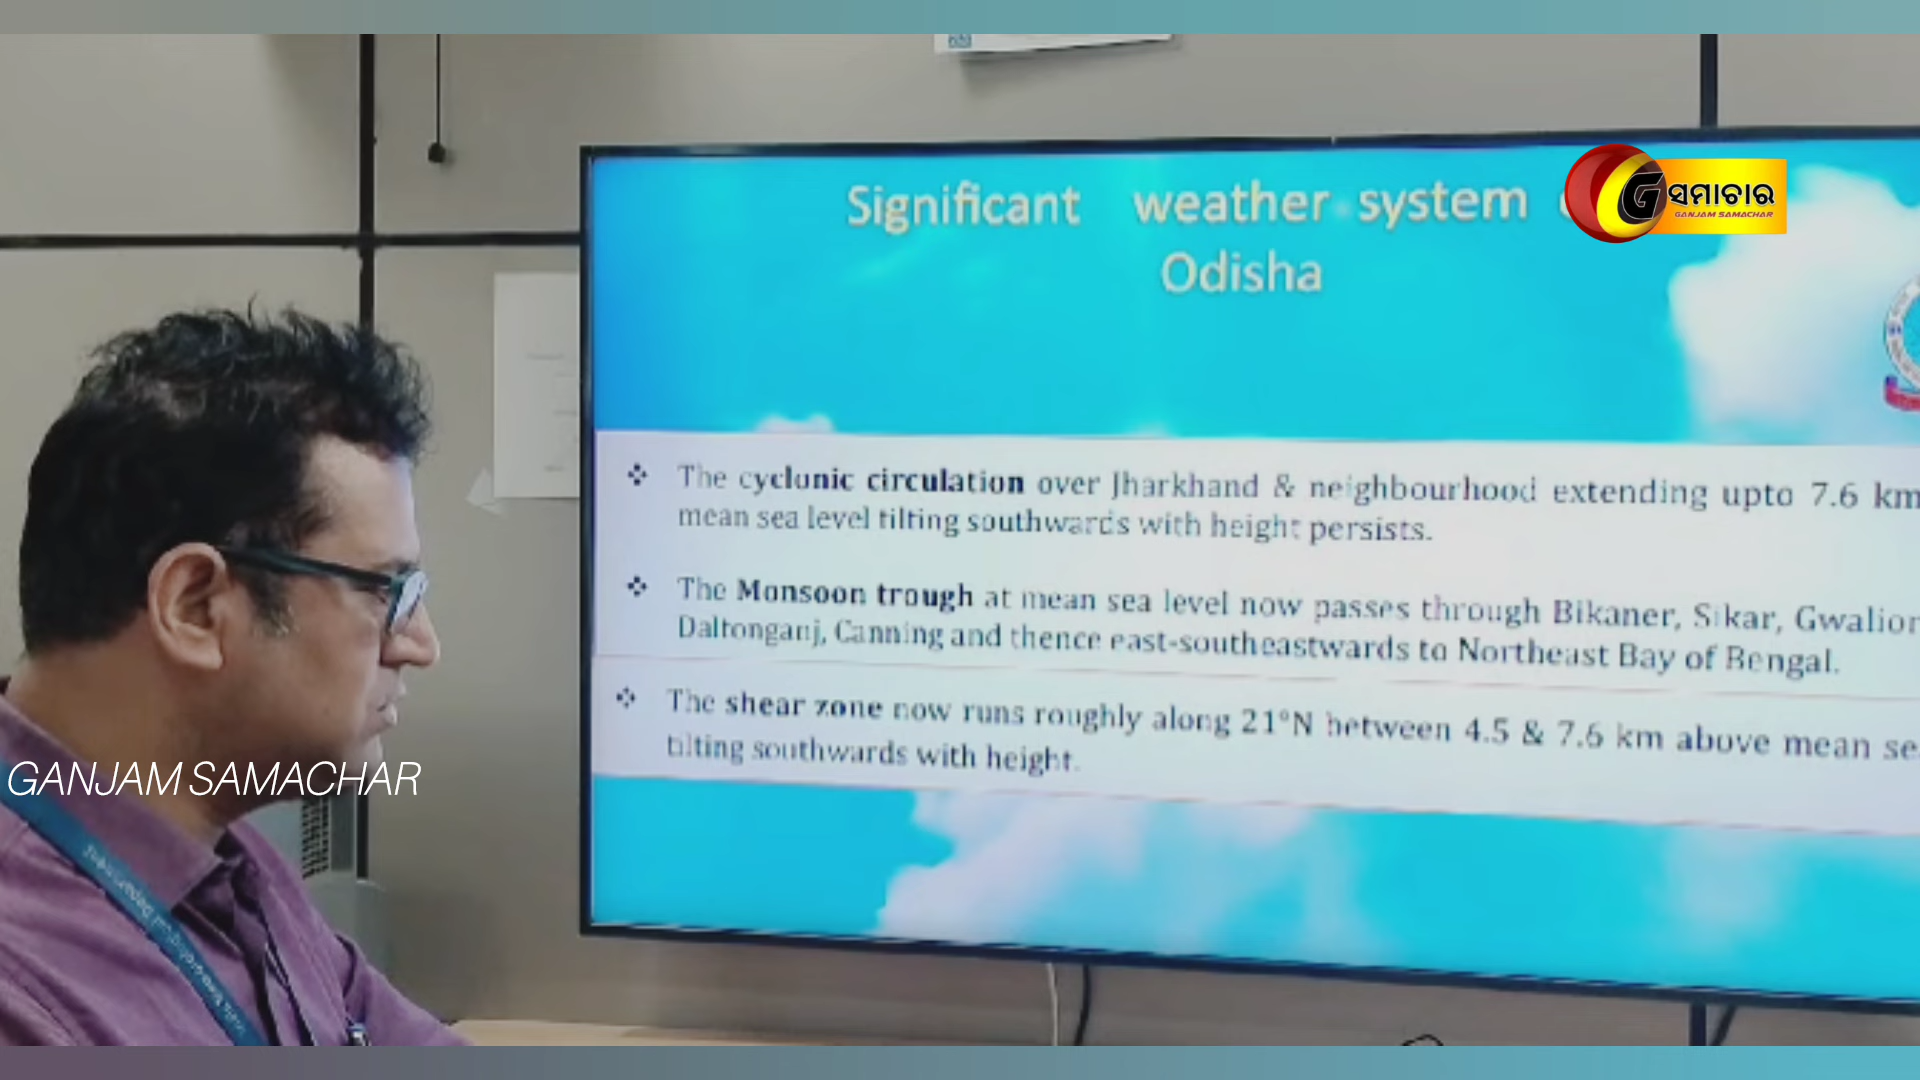 Significant weather system
ସମାଚାର
GANJAM SAMACHAR
Odisha
The cyclonic circulation over Jharkhand & neighbourhood extending upto 7.6 km
mean sea level tilting southwards with height persists.
The Monsoon trough at mean sea level now passes through Bikaner, Sikar, Gwalior
Daltonganj, Canning and thence east-southeastwards to Northeast Bay of Bengal.
The shear zone now runs roughly along 21°N between 4.5 & 7.6 km above mean se
tilting southwards with height.
GANJAM SAMACHAR
India Meteorological Department